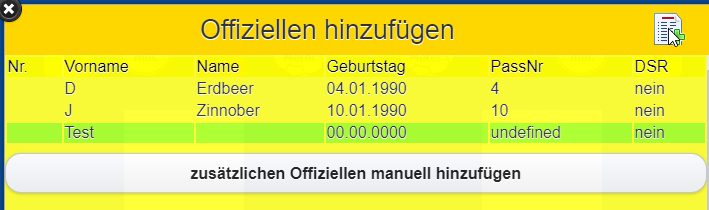 Offiziellen hinzufügen
Nr. Vorname Name Geburtstag PassNr DSR
D Erdbeer 04.01.1990 4 nein
J Zinnober 10.01.1990 10 nein
Test 00.00.0000 undefined nein
zusätzlichen Offiziellen manuell hinzufügen